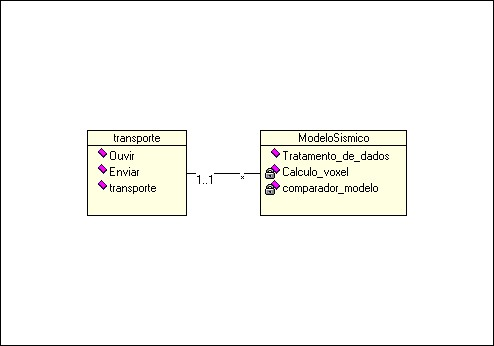 transporte
Ouvir
Enviar
transporte
1..1
*
ModeloSismico
Tratamento_de_dados
Calculo_voxel
comparador_modelo